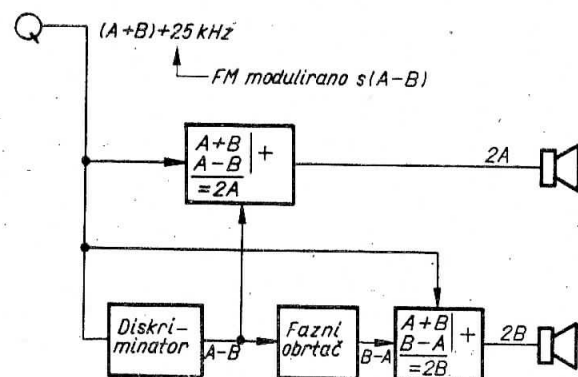 (A+B)+25 kHz
FM modulirano s(A−B)
A+B
A−B
+
=2A
2A
Diskri-
minator
A−B
Fazni
obrtač
B−A
A+B
B−A
+
=2B
2B